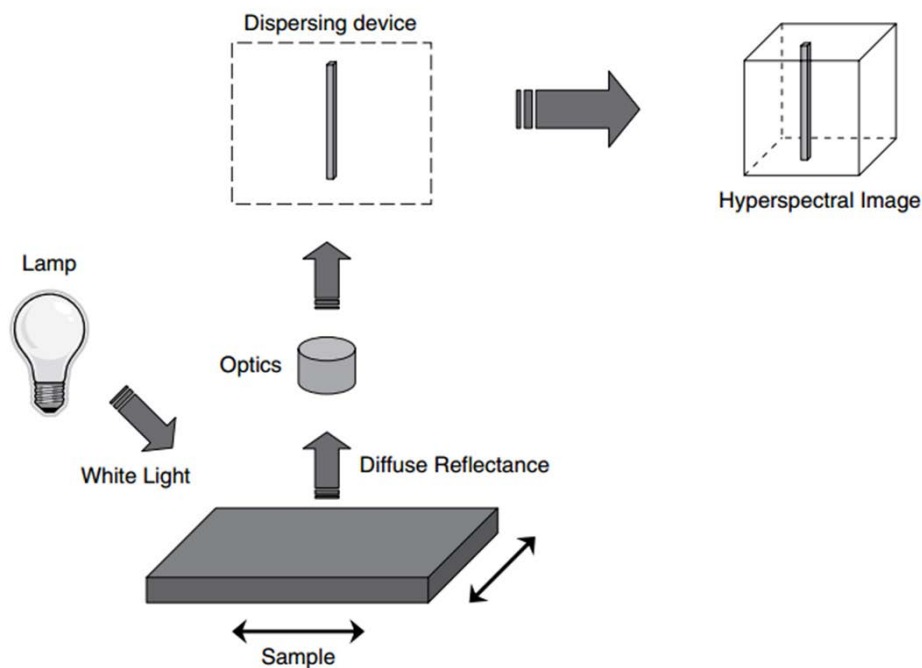 Dispersing device
Hyperspectral Image
Lamp
Optics
White Light
Diffuse Reflectance
Sample